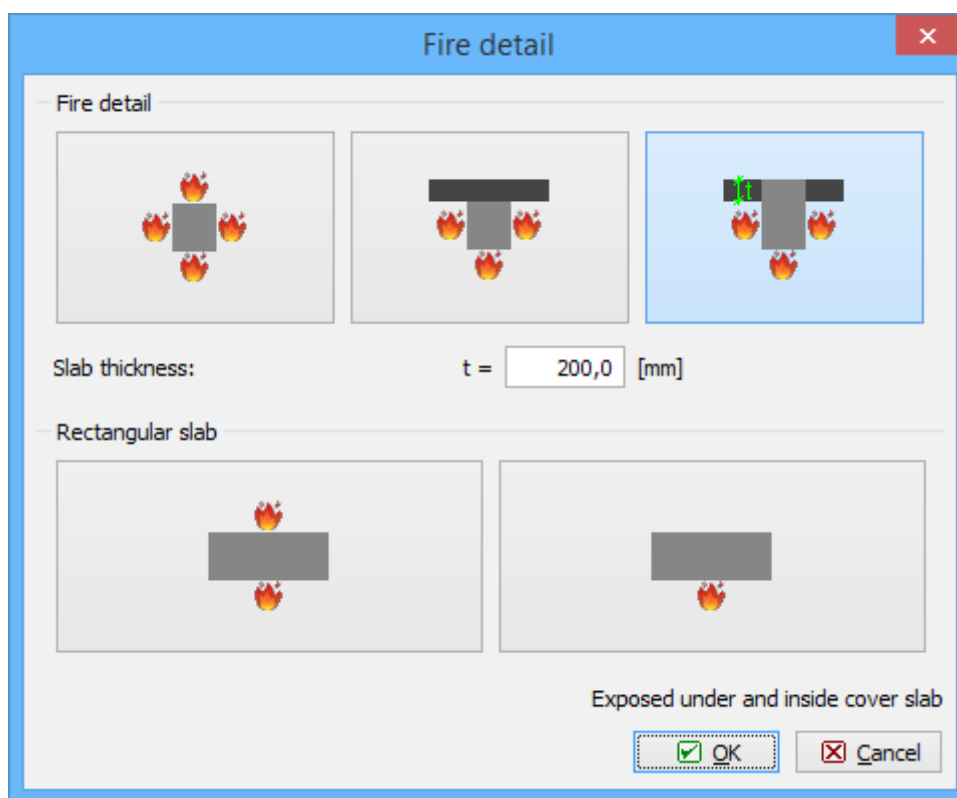 Fire detail
Fire detail
t
Slab thickness: t = 200,0 [mm]
Rectangular slab
Exposed under and inside cover slab
OK Cancel